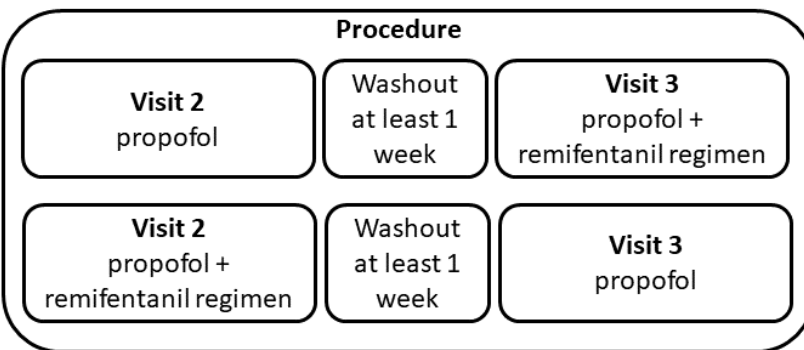 Procedure
Visit 2
propofol
Washout
at least 1
week
Visit 3
propofol +
remifentanil regimen
Visit 2
propofol +
remifentanil regimen
Washout
at least 1
week
Visit 3
propofol